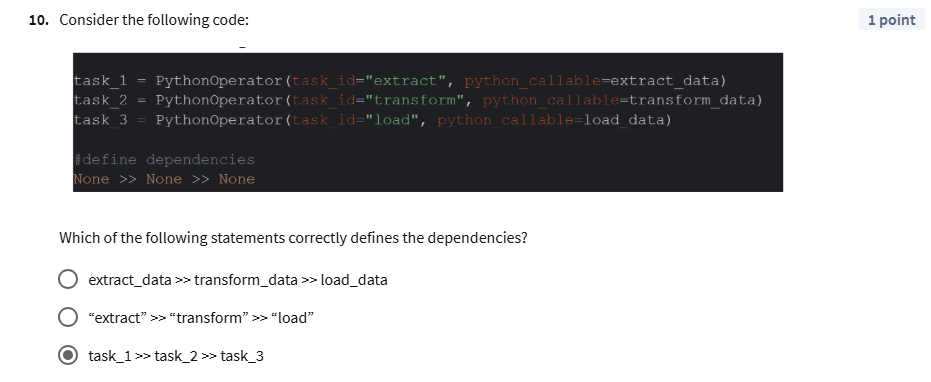 10. Consider the following code:
1 point
task_1 = PythonOperator(task_id="extract", python_callable=extract_data)
task_2 = PythonOperator(task_id="transform", python_callable=transform_data)
task_3 = PythonOperator(task_id="load", python_callable=load_data)
#define dependencies
None >> None >> None
Which of the following statements correctly defines the dependencies?
extract_data >> transform_data >> load_data
“extract” >> “transform” >> “load”
task_1 >> task_2 >> task_3